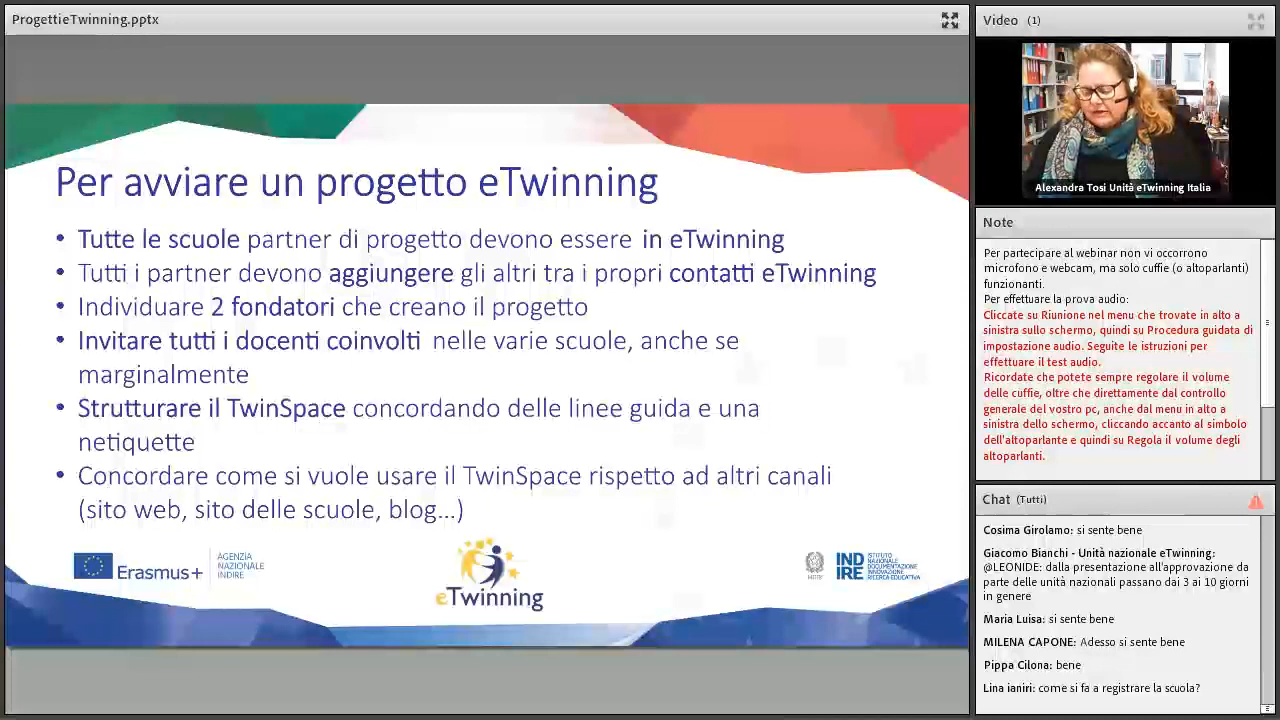 ProgettieTwinning.pptx
Per avviare un progetto eTwinning
• Tutte le scuole partner di progetto devono essere in eTwinning
• Tutti i partner devono aggiungere gli altri tra i propri contatti eTwinning
• Individuare 2 fondatori che creano il progetto
• Invitare tutti i docenti coinvolti nelle varie scuole, anche se
marginalmente
• Strutturare il TwinSpace concordando delle linee guida e una
netiquette
• Concordare come si vuole usare il TwinSpace rispetto ad altri canali
(sito web, sito delle scuole, blog...)
Erasmus+
AGENZIA
NAZIONALE
INDIRE
eTwinning
IND
IRE
ISTITUTO
NAZIONALE
DOCUMENTAZIONE
INNOVAZIONE
RICERCA EDUCATIVA
Video (1)
Alexandra Tosi Unità eTwinning Italia
Note
Per partecipare al webinar non vi occorrono
microfono e webcam, ma solo cuffie (o altoparlanti)
funzionanti.
Per effettuare la prova audio:
Cliccate su Riunione nel menu che trovate in alto a
sinistra sullo schermo, quindi su Procedura guidata di
impostazione audio. Seguite le istruzioni per
effettuare il test audio.
Ricordate che potete sempre regolare il volume
delle cuffie, oltre che direttamente dal controllo
generale del vostro pc, anche dal menu in alto a
sinistra dello schermo, cliccando accanto al simbolo
dell'altoparlante e quindi su Regola il volume degli
altoparlanti.
Chat (Tutti)
Cosima Girolamo: si sente bene
Giacomo Bianchi - Unità nazionale eTwinning:
@LEONIDE: dalla presentazione all'approvazione da
parte delle unità nazionali passano dai 3 ai 10 giorni
in genere
Maria Luisa: si sente bene
MILENA CAPONE: Adesso si sente bene
Pippa Cilona: bene
Lina ianiri: come si fa a registrare la scuola?